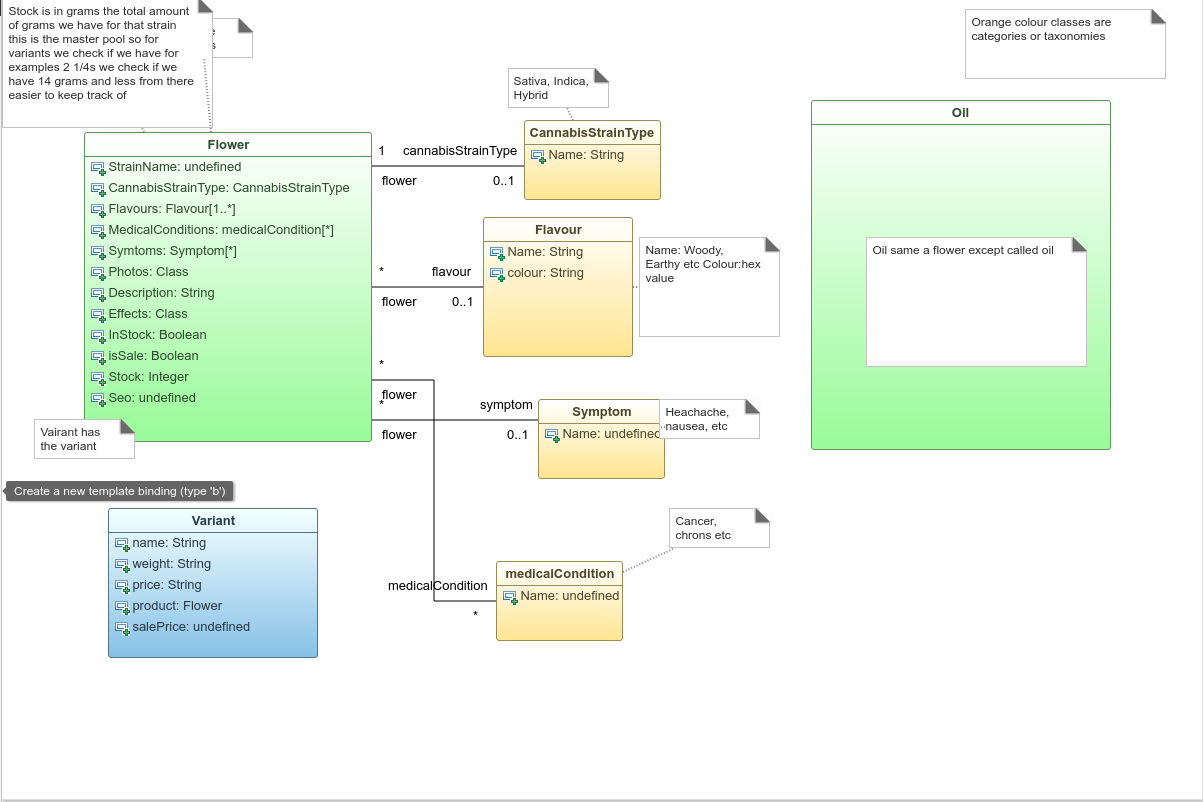 Stock is in grams the total amount
of grams we have for that strain
this is the master pool so for
variants we check if we have for
examples 2 1/4s we check if we
have 14 grams and less from there
easier to keep track of
Orange colour classes are
categories or taxonomies
Sativa, Indica,
Hybrid
Flower
StrainName: undefined
CannabisStrainType: CannabisStrainType
Flavours: Flavour[1..*]
MedicalConditions: medicalCondition[*]
Symtoms: Symptom[*]
Photos: Class
Description: String
Effects: Class
InStock: Boolean
isSale: Boolean
Stock: Integer
Seo: undefined
Vairant has
the variant
1 cannabisStrainType
flower 0..1
CannabisStrainType
Name: String
* flavour
flower 0..1
Flavour
Name: String
colour: String
Name: Woody,
Earthy etc Colour:hex
value
Oil
Oil same a flower except called oil
*
flower
* symptom
flower 0..1
Symptom
Name: undefined
Heachache,
nausea, etc
Create a new template binding (type 'b')
Variant
name: String
weight: String
price: String
product: Flower
salePrice: undefined
Cancer,
chrons etc
medicalCondition
*
medicalCondition
Name: undefined